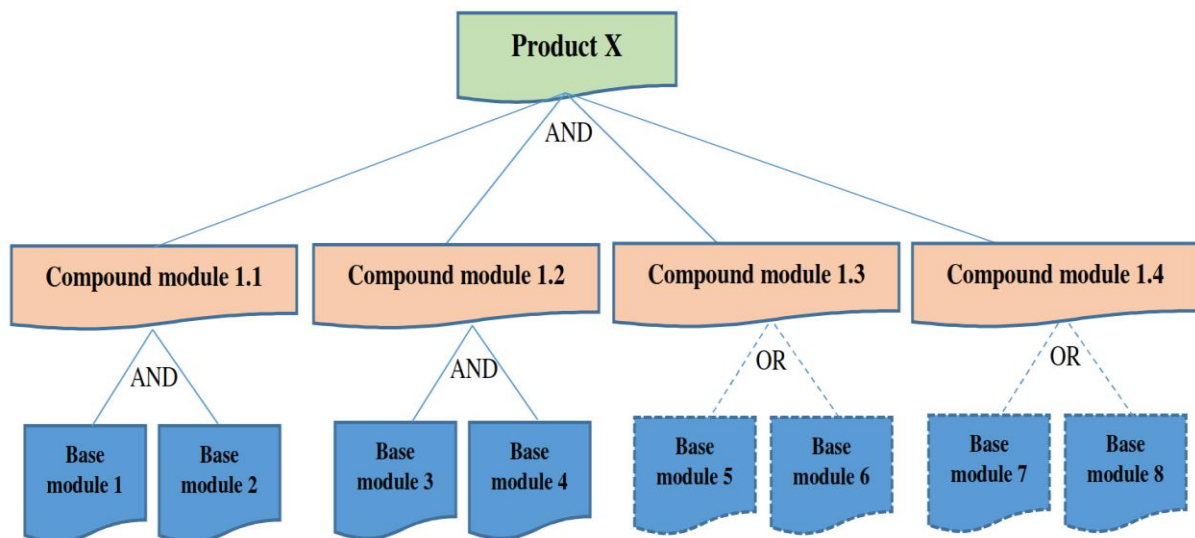 Product X
AND
Compound module 1.1
Compound module 1.2
Compound module 1.3
Compound module 1.4
AND
AND
OR
OR
Base
module 1
Base
module 2
Base
module 3
Base
module 4
Base
module 5
Base
module 6
Base
module 7
Base
module 8